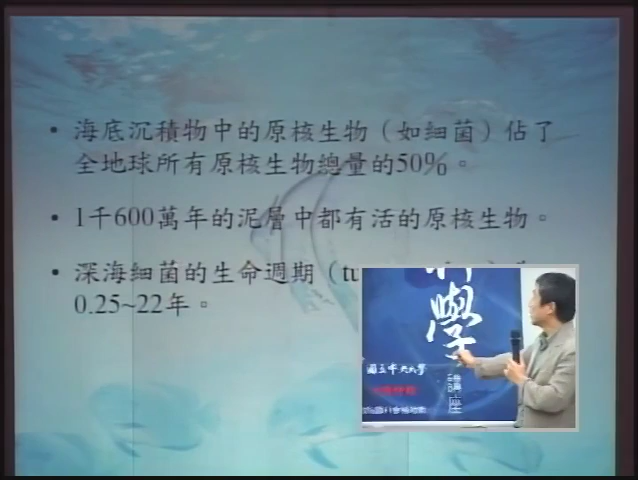 • 海底沉積物中的原核生物（如細菌）佔了
全地球所有原核生物總量的50%。
• 1千600萬年的泥層中都有活的原核生物。
• 深海細菌的生命週期（tu
0.25~22年。
學
國立中央大學
講座